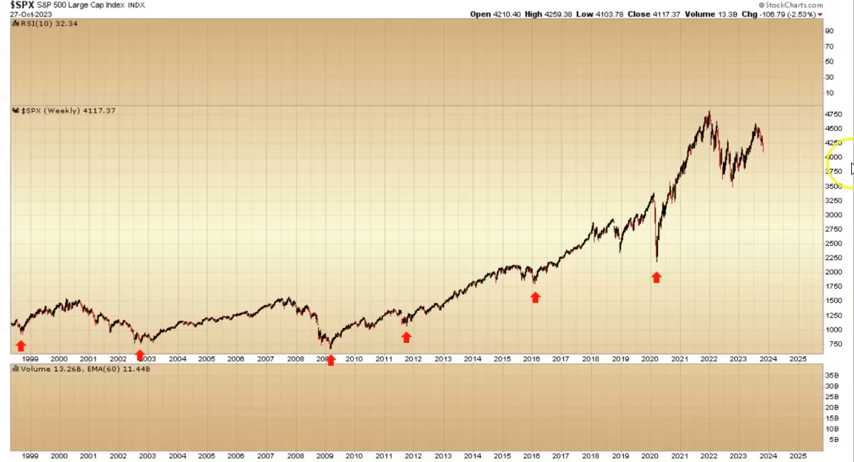 $SPX S&P 500 Large Cap Index INDX
© StockCharts.com
27-Oct-2023
Open 4210.40 High 4259.38 Low 4103.78 Close 4117.37 Volume 13.3B Chg -106.79 (-2.53%)
RSI(10) 32.34
90
70
50
30
10
$SPX (Weekly) 4117.37
4750
4500
4250
4000
3750
3500
3250
3000
2750
2500
2250
2000
1750
1500
1250
1000
750
1999 2000 2001 2002 2003 2004 2005 2006 2007 2008 2009 2010 2011 2012 2013 2014 2015 2016 2017 2018 2019 2020 2021 2022 2023 2024 2025
Volume 13.26B, EMA(60) 11.44B
35B
30B
25B
20B
15B
10B
5B
1999 2000 2001 2002 2003 2004 2005 2006 2007 2008 2009 2010 2011 2012 2013 2014 2015 2016 2017 2018 2019 2020 2021 2022 2023 2024 2025